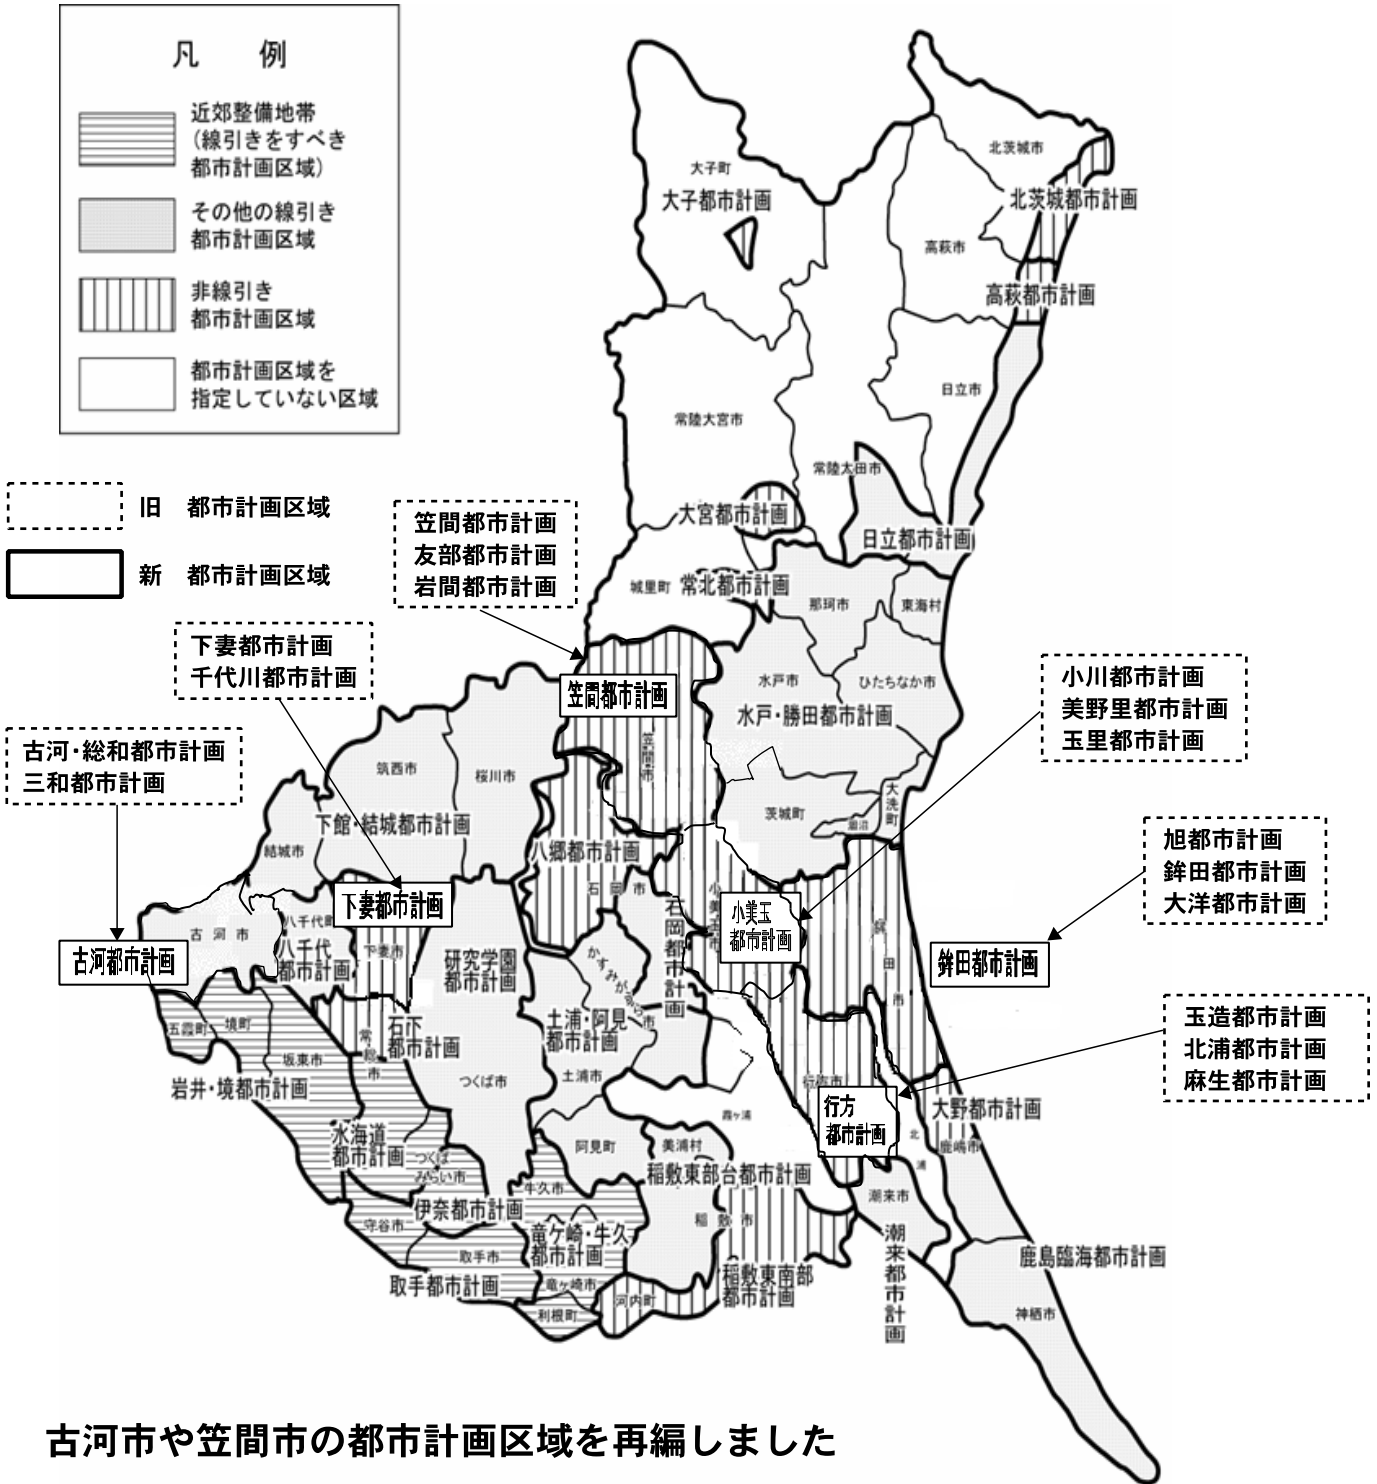 凡　例
近郊整備地帯
(線引きをすべき
都市計画区域)
その他の線引き
都市計画区域
非線引き
都市計画区域
都市計画区域を
指定していない区域
旧　都市計画区域
新　都市計画区域
大子町
大子都市計画
北茨城市
北茨城都市計画
高萩市
高萩都市計画
日立市
常陸大宮市
常陸太田市
大宮都市計画
日立都市計画
笠間都市計画
友部都市計画
岩間都市計画
城里町
常北都市計画
那珂市
東海村
下妻都市計画
千代川都市計画
小川都市計画
美野里都市計画
玉里都市計画
笠間都市計画
水戸市
ひたちなか市
水戸・勝田都市計画
古河・総和都市計画
三和都市計画
筑西市
桜川市
笠間市
茨城町
大洗町
涸沼
下館・結城都市計画
結城市
八郷都市計画
旭都市計画
鉾田都市計画
大洋都市計画
石岡市
石岡都市計画
小美玉市
小美玉
都市計画
下妻都市計画
八千代町
八千代
都市計画
下妻市
古河市
古河都市計画
研究学園
都市計画
かすみがうら市
鉾田市
鉾田都市計画
五霞町
境町
坂東市
岩井・境都市計画
常総市
石下
都市計画
土浦・阿見
都市計画
つくば市
土浦市
行方市
行方
都市計画
玉造都市計画
北浦都市計画
麻生都市計画
大野都市計画
鹿嶋市
霞ヶ浦
北浦
水海道
都市計画
つくば
みらい市
阿見町
美浦村
稲敷東部台都市計画
牛久市
伊奈都市計画
守谷市
取手市
取手都市計画
竜ケ崎・牛久
都市計画
竜ヶ崎市
利根町
河内町
稲敷市
稲敷東南部
都市計画
潮来市
潮来都市計画
鹿島臨海都市計画
神栖市
古河市や笠間市の都市計画区域を再編しました